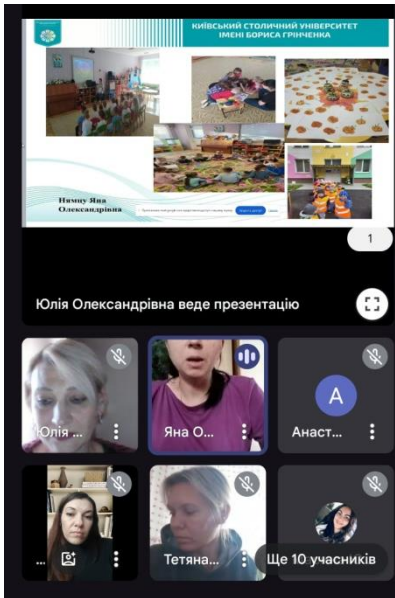 КИЇВСЬКИЙ СТОЛИЧНИЙ УНІВЕРСИТЕТ
ІМЕНІ БОРИСА ГРІНЧЕНКА
Нямцу Яна
Олександрівна
1
Юлія Олександрівна веде презентацію
Юлія ...
Яна О...
А
Анаст...
...
Тетяна...
Ще 10 учасників